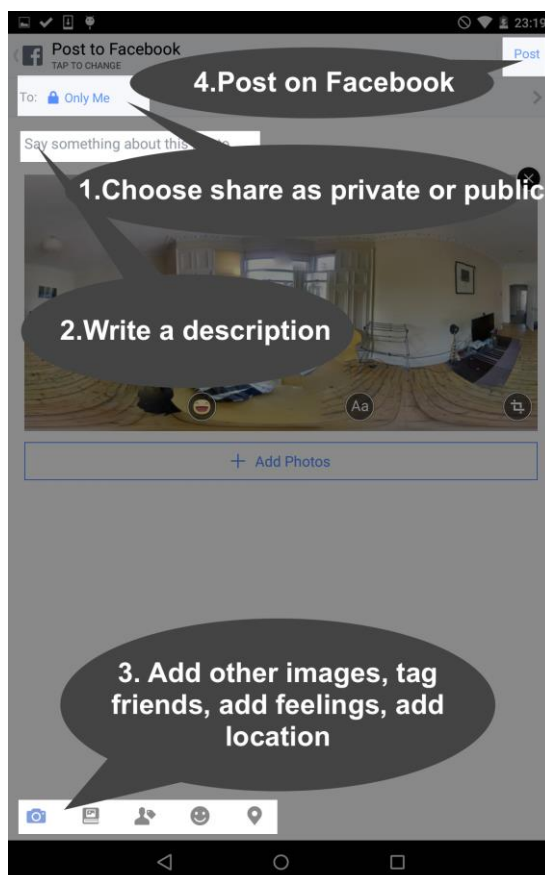 23:19
Post to Facebook
TAP TO CHANGE
Post
4.Post on Facebook
To: Only Me
Say something about this
1.Choose share as private or public
2.Write a description
Aa
+ Add Photos
3. Add other images, tag
friends, add feelings, add
location